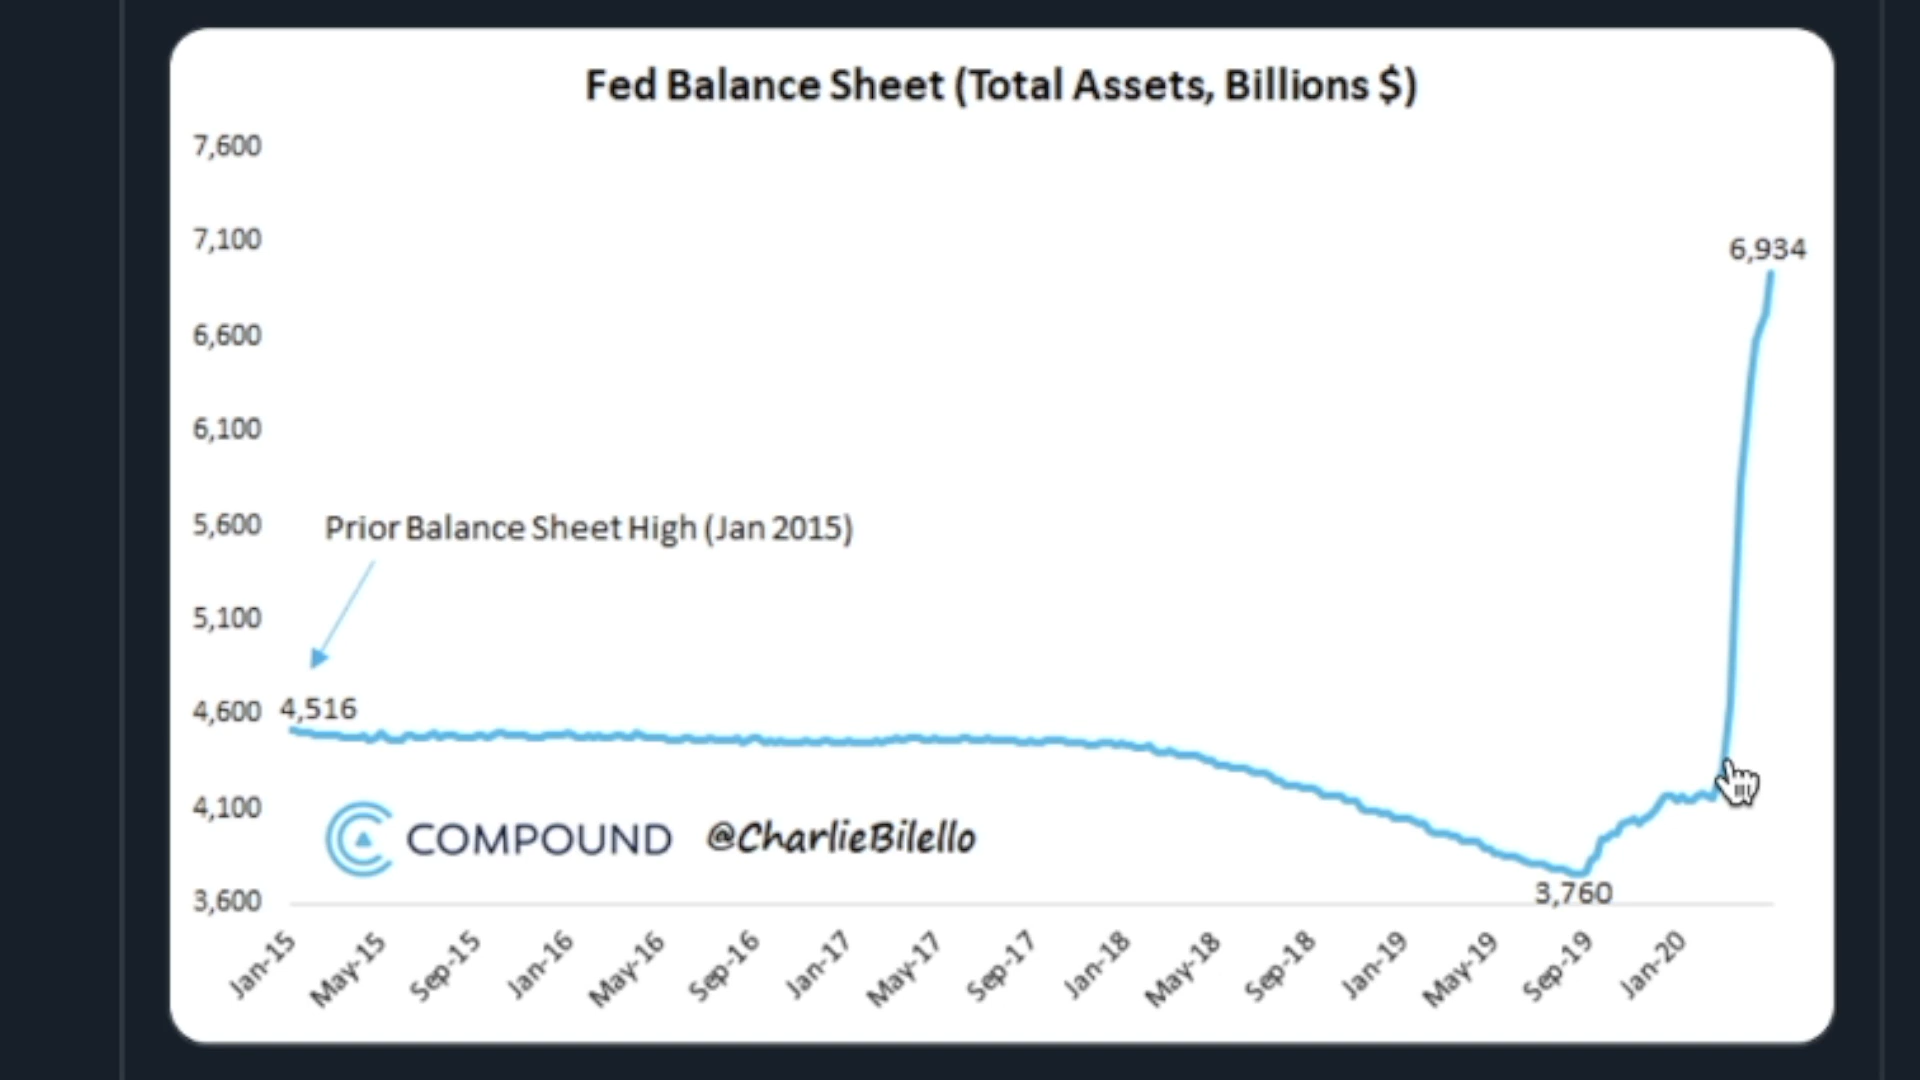 Fed Balance Sheet (Total Assets, Billions $)
7,600
7,100
6,934
6,600
6,100
5,600
Prior Balance Sheet High (Jan 2015)
5,100
4,600
4,516
4,100
COMPOUND
@CharlieBilello
3,760
3,600
Jan-15
May-15
Sep-15
Jan-16
May-16
Sep-16
Jan-17
May-17
Sep-17
Jan-18
May-18
Sep-18
Jan-19
May-19
Sep-19
Jan-20